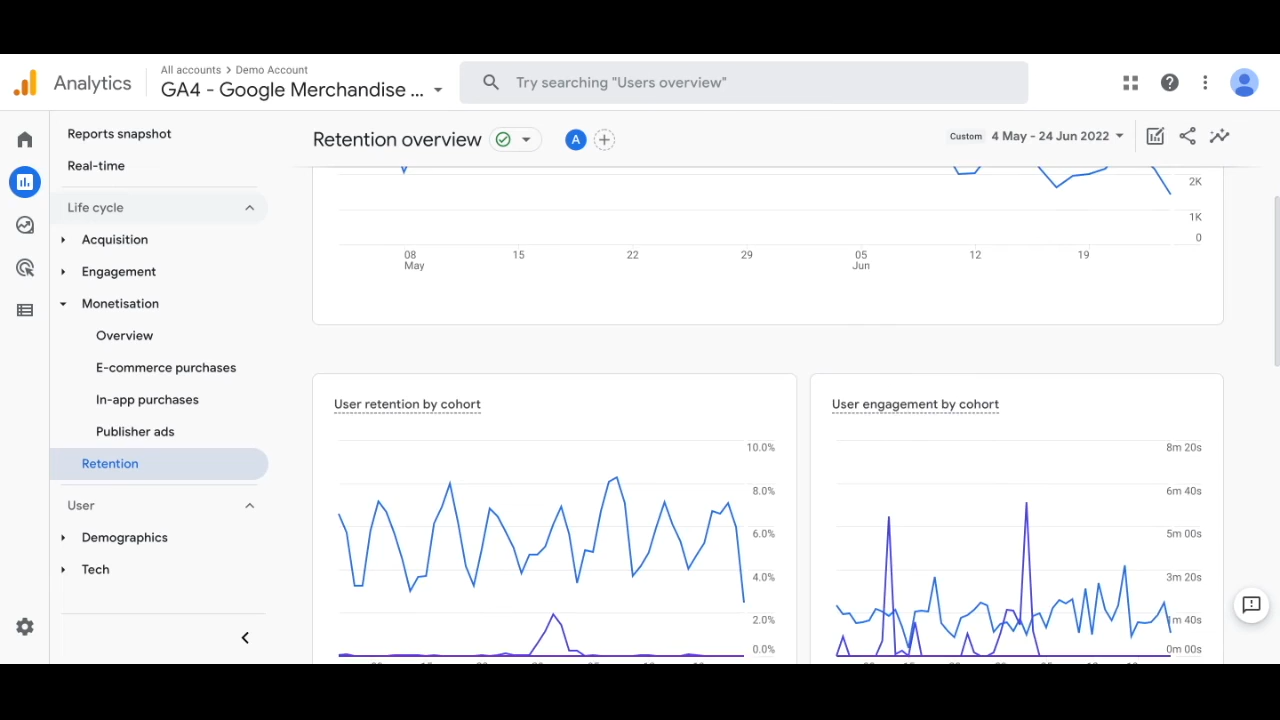 Analytics
All accounts > Demo Account
GA4 - Google Merchandise ...
Try searching "Users overview"
Reports snapshot
Real-time
Life cycle
Acquisition
Engagement
Monetisation
Overview
E-commerce purchases
In-app purchases
Publisher ads
Retention
User
Demographics
Tech
Retention overview
A
Custom 4 May - 24 Jun 2022
2K
1K
0
08 15 22 29 05 12 19
May Jun
User retention by cohort
10.0%
8.0%
6.0%
4.0%
2.0%
0.0%
User engagement by cohort
8m 20s
6m 40s
5m 00s
3m 20s
1m 40s
0m 00s